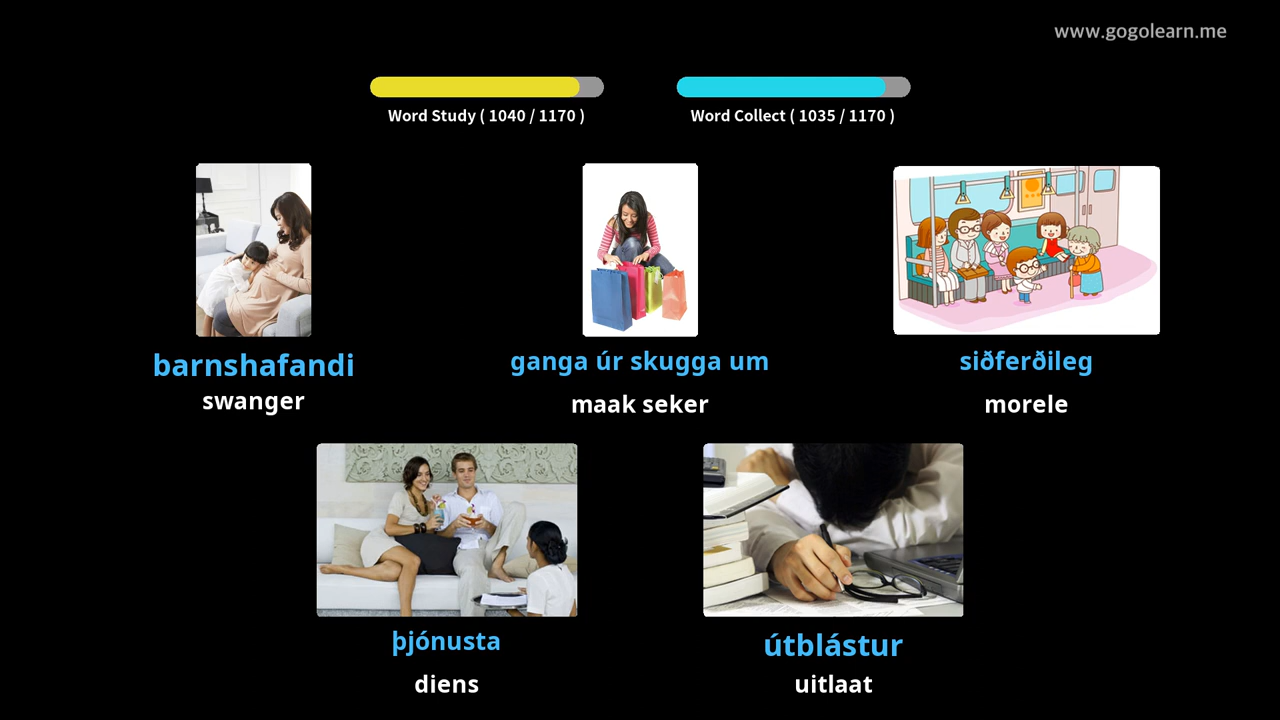 www.gogolearn.me
Word Study ( 1040 / 1170 )
Word Collect ( 1035 / 1170 )
barnshafandi
swanger
ganga úr skugga um
maak seker
siðferðileg
morele
þjónusta
diens
útblástur
uitlaat